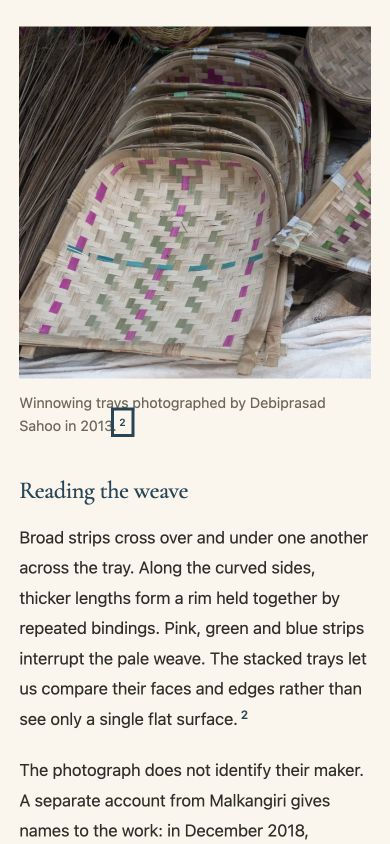 Winnowing trays photographed by Debiprasad
Sahoo in 2013. 2
Reading the weave
Broad strips cross over and under one another
across the tray. Along the curved sides,
thicker lengths form a rim held together by
repeated bindings. Pink, green and blue strips
interrupt the pale weave. The stacked trays let
us compare their faces and edges rather than
see only a single flat surface. 2
The photograph does not identify their maker.
A separate account from Malkangiri gives
names to the work: in December 2018,